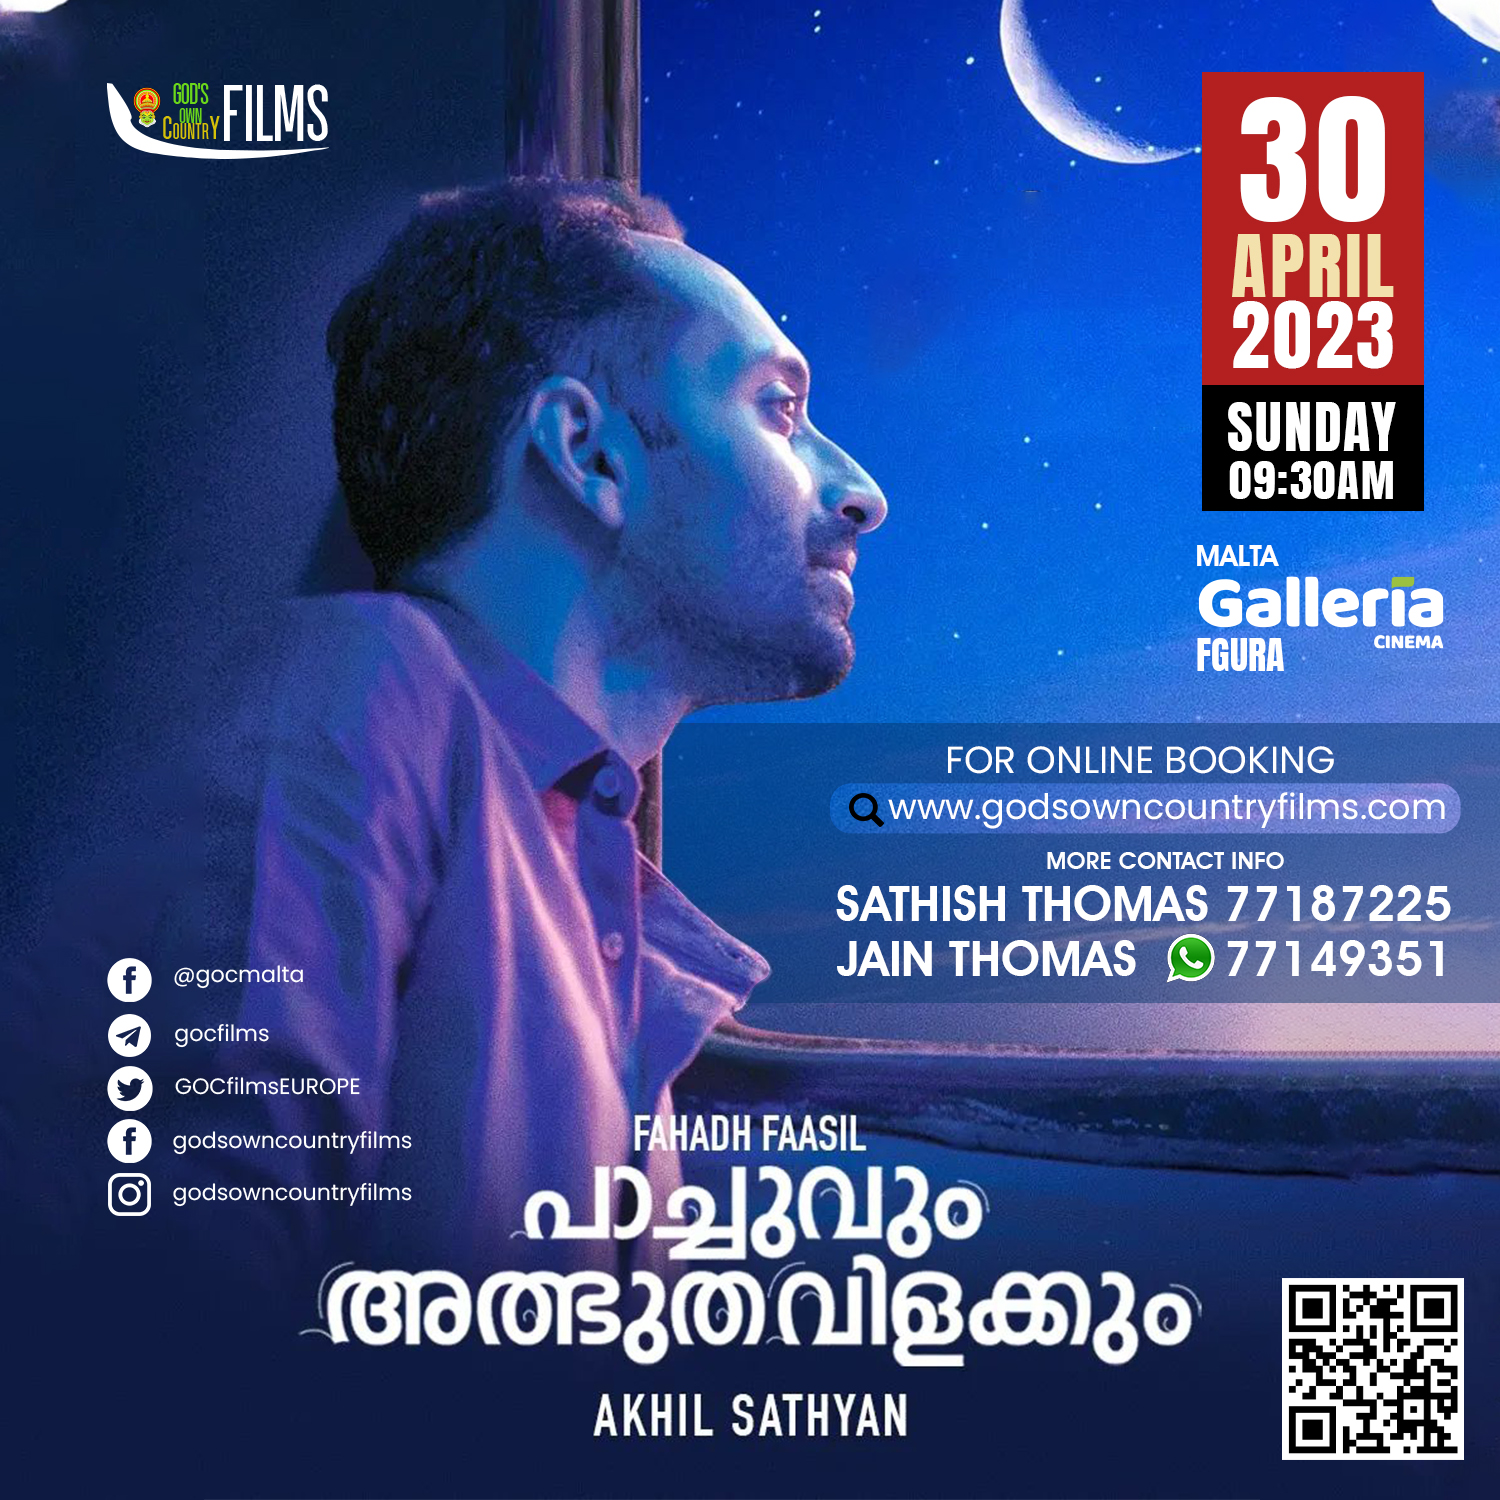 GOD'S
OWN
COUNTRY FILMS
30
APRIL
2023
SUNDAY
09:30AM
MALTA
Galleria
CINEMA
FGURA
FOR ONLINE BOOKING
www.godsowncountryfilms.com
MORE CONTACT INFO
SATHISH THOMAS 77187225
JAIN THOMAS 77149351
@gocmalta
gocfilms
GOCfilmsEUROPE
godsowncountryfilms
godsowncountryfilms
FAHADH FAASIL
പാച്ചുവും
അത്ഭുതവിളക്കും
AKHIL SATHYAN